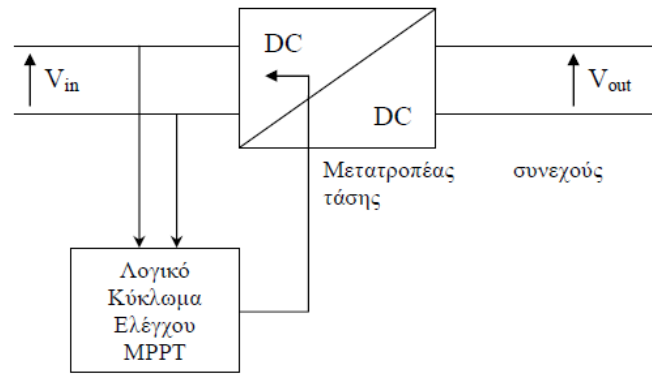 DC
V_in
V_out
DC
Μετατροπέας συνεχούς
τάσης
Λογικό
Κύκλωμα
Ελέγχου
MPPT